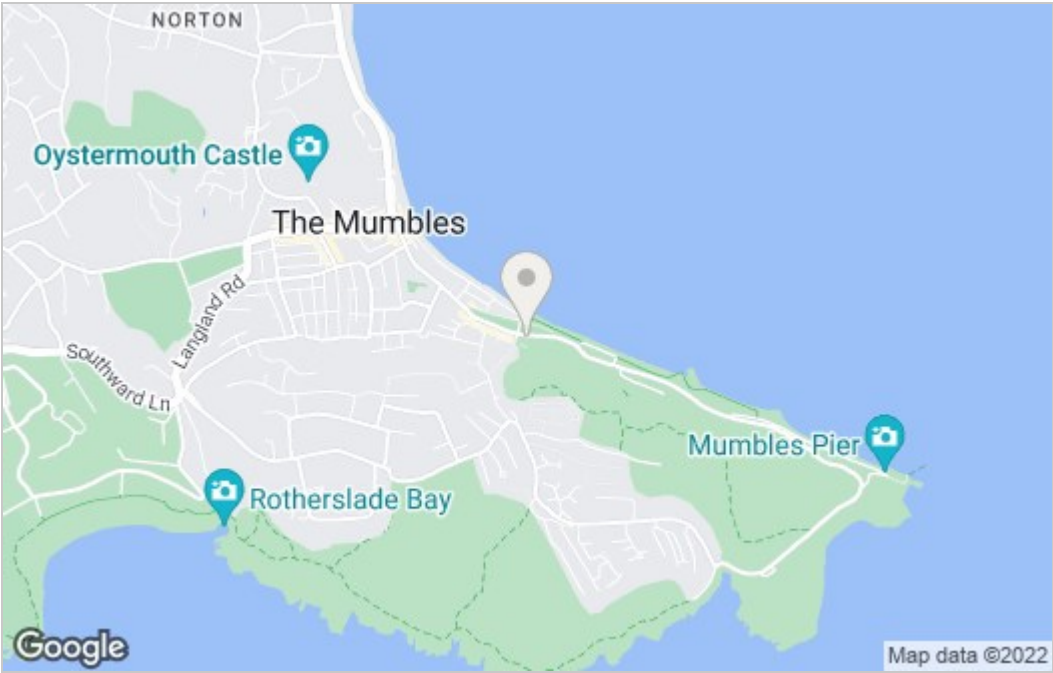 NORTON
Oystermouth Castle
The Mumbles
Langland Rd
Southward Ln
Mumbles Pier
Rotherslade Bay
Google
Map data ©2022